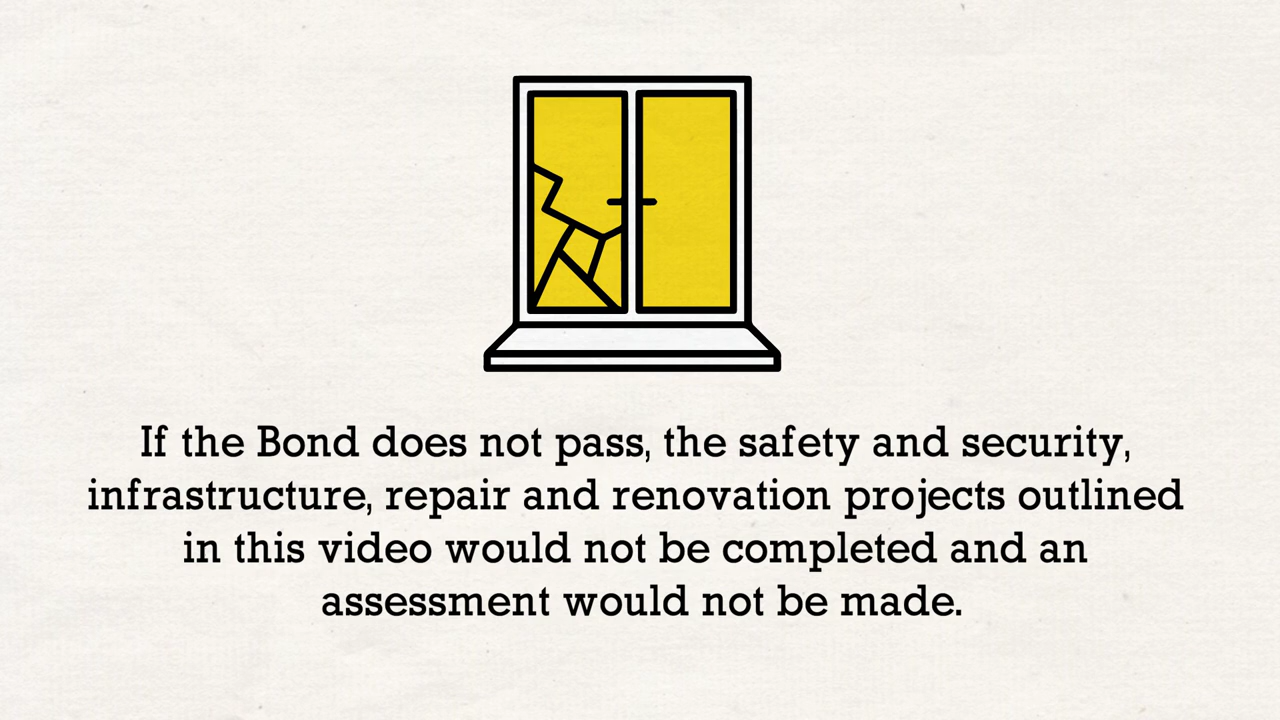 If the Bond does not pass, the safety and security,
infrastructure, repair and renovation projects outlined
in this video would not be completed and an
assessment would not be made.